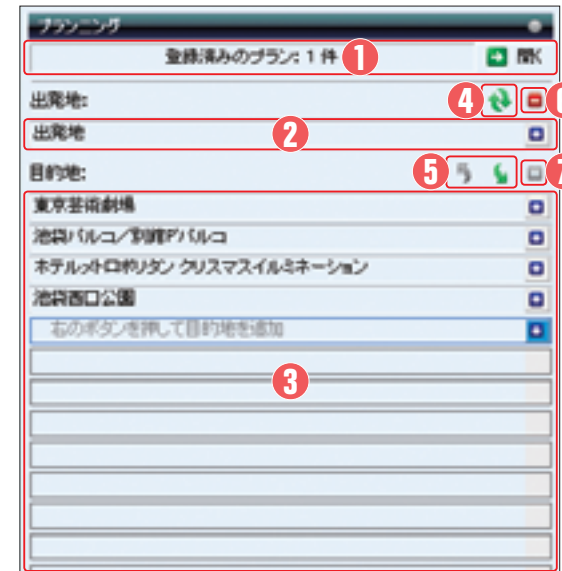 プランニング
登録済みのプラン: 1 件 1 開く
出発地: 4 6
出発地 2
目的地: 5 7
東京芸術劇場
池袋パルコ/別館P'パルコ
ホテルメトロポリタン クリスマスイルミネーション
池袋西口公園
右のボタンを押して目的地を追加
3